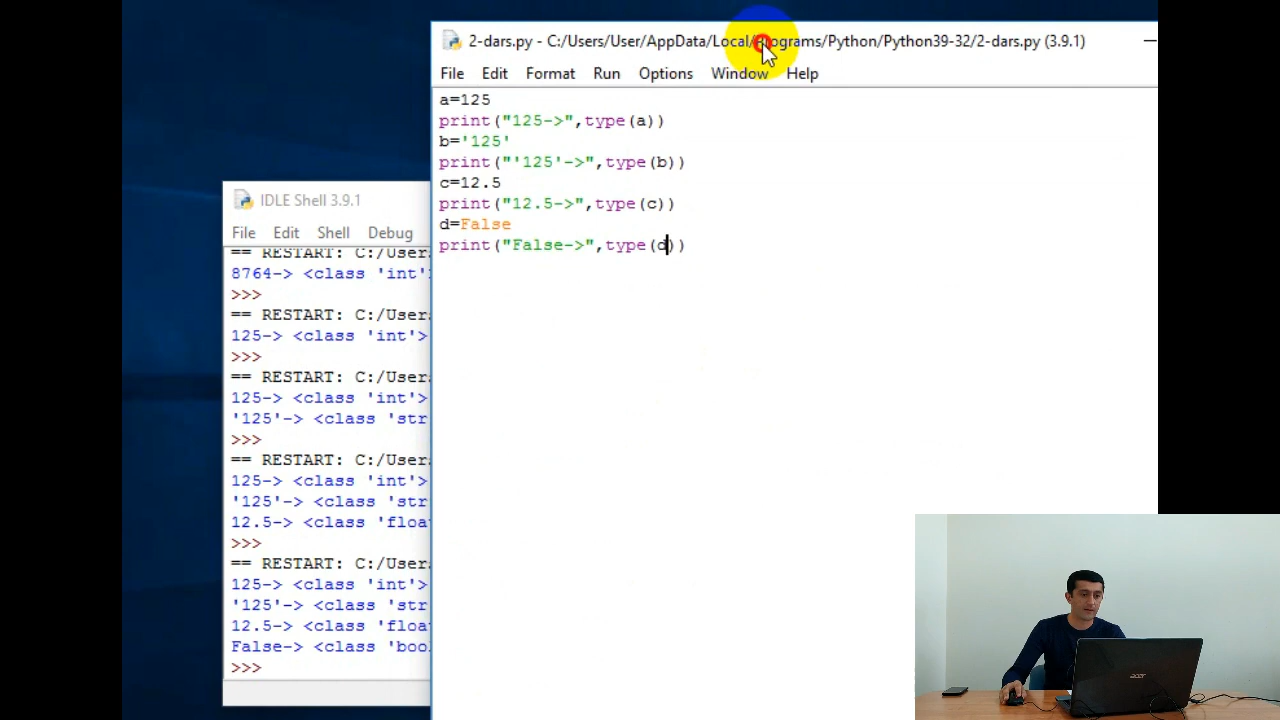 2-dars.py - C:/Users/User/AppData/Local/Programs/Python/Python39-32/2-dars.py (3.9.1)
File Edit Format Run Options Window Help
a=125
print("125->",type(a))
b='125'
print("'125'->",type(b))
c=12.5
print("12.5->",type(c))
d=False
print("False->",type(d))
IDLE Shell 3.9.1
File Edit Shell Debug
== RESTART: C:/User
8764-> <class 'int'
>>>
== RESTART: C:/User
125-> <class 'int'>
>>>
== RESTART: C:/User
125-> <class 'int'>
'125'-> <class 'str
>>>
== RESTART: C:/User
125-> <class 'int'>
'125'-> <class 'str
12.5-> <class 'floa
>>>
== RESTART: C:/User
125-> <class 'int'>
'125'-> <class 'str
12.5-> <class 'floa
False-> <class 'boo
>>>
acer